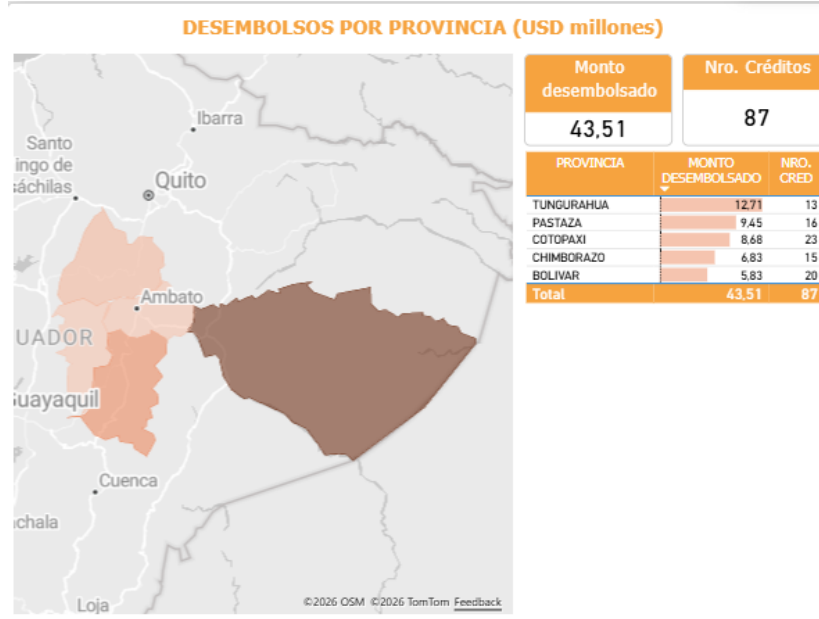 DESEMBOLSOS POR PROVINCIA (USD millones)
Ibarra
Santo
ingo de
sáchilas
Quito
Ambato
UADOR
Guayaquil
Cuenca
achala
Loja
©2026 OSM ©2026 TomTom Feedback
Monto
desembolsado
43,51
Nro. Créditos
87
PROVINCIA MONTO DESEMBOLSADO NRO. CRED
TUNGURAHUA 12,71 13
PASTAZA 9,45 16
COTOPAXI 8,68 23
CHIMBORAZO 6,83 15
BOLIVAR 5,83 20
Total 43,51 87